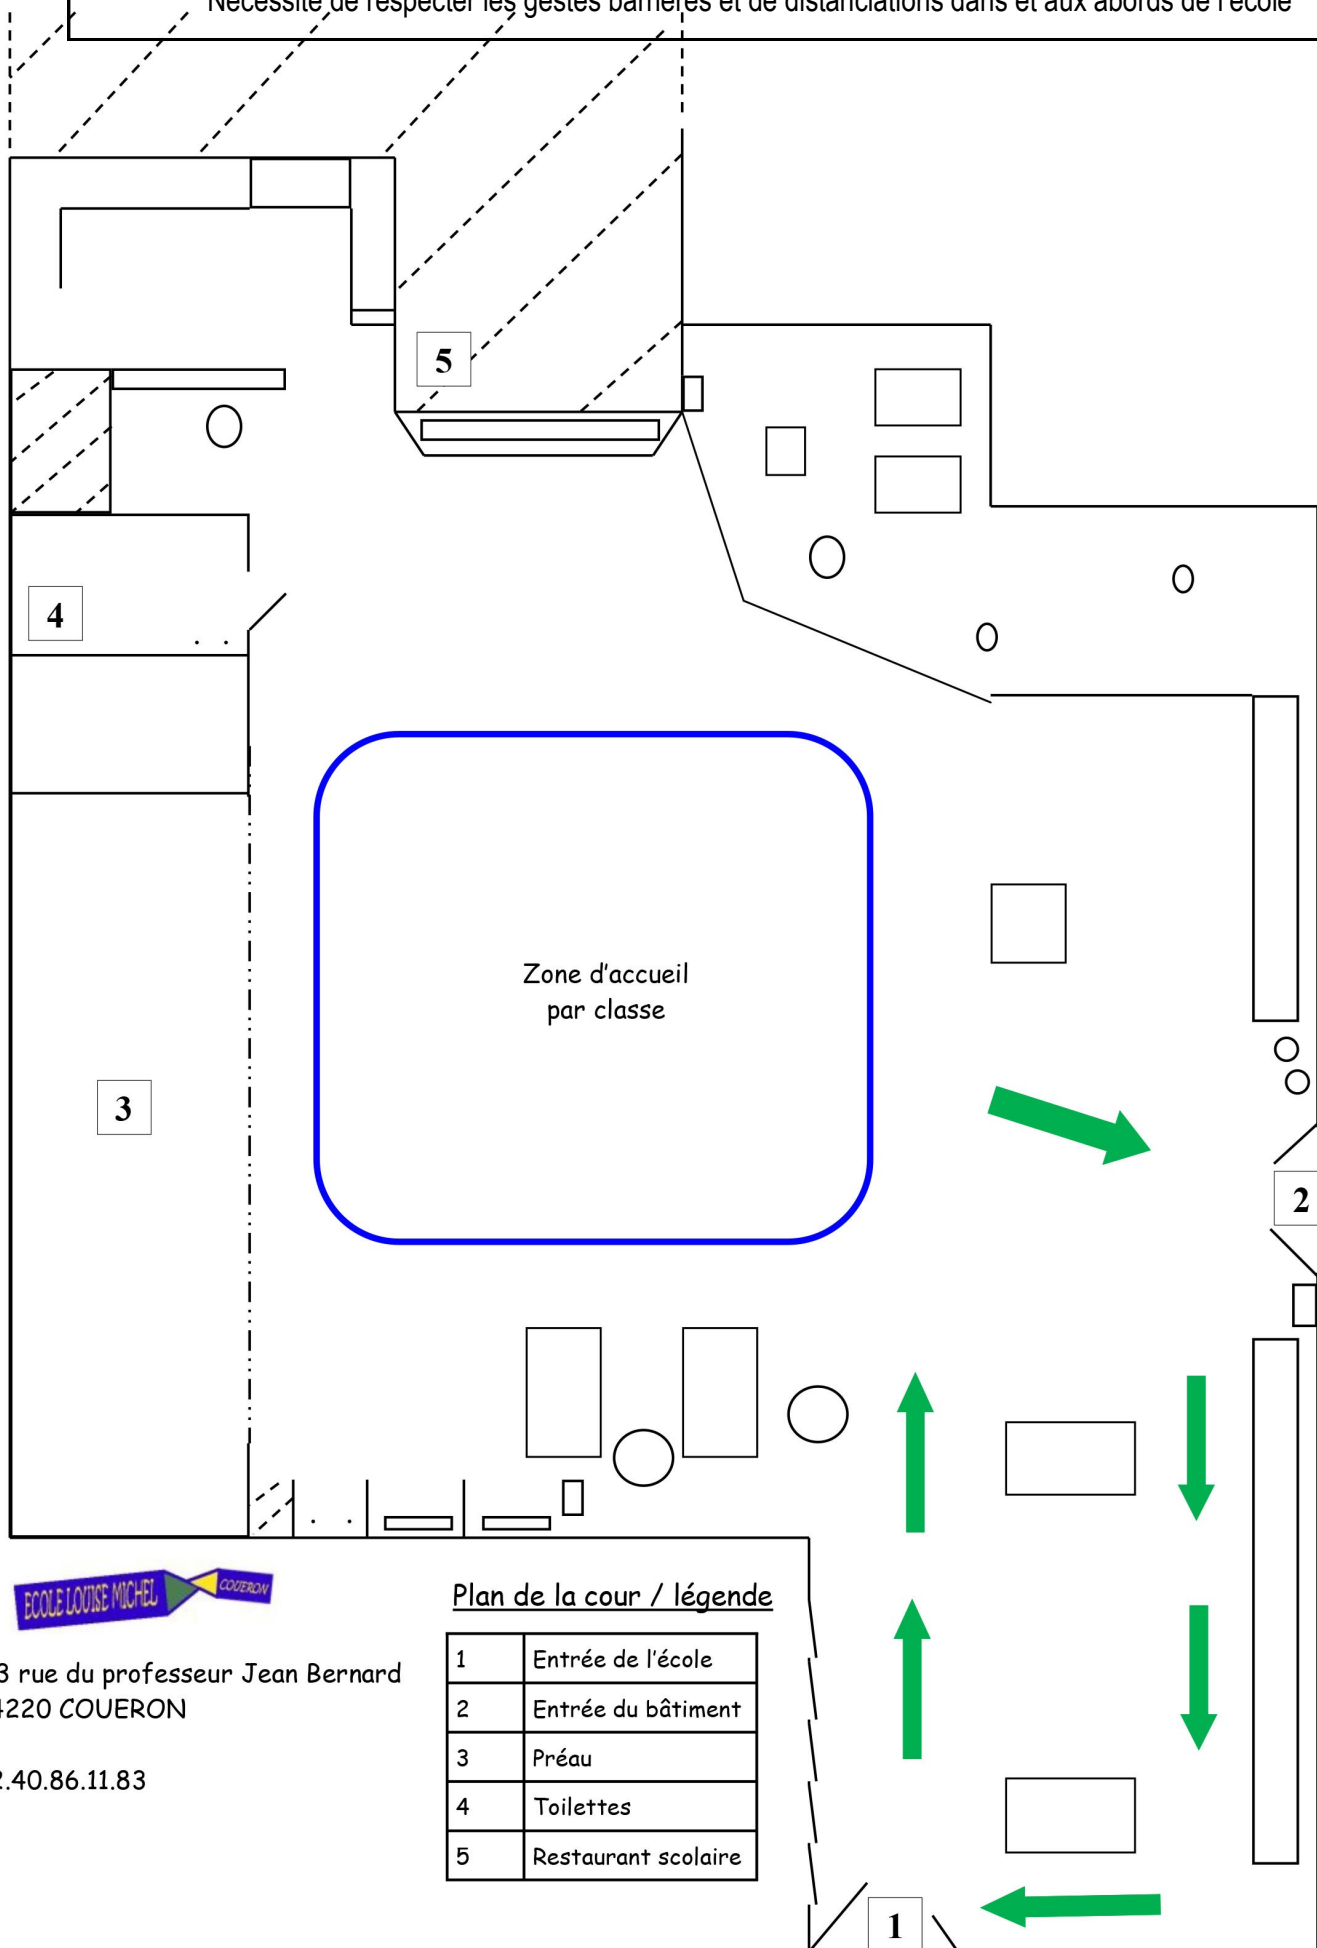 Nécessité de respecter les gestes barrières et de distanciations dans et aux abords de l'école
5
4
Zone d'accueil
par classe
3
2
ECOLE LOUISE MICHEL COUERON
Plan de la cour / légende
3 rue du professeur Jean Bernard
4220 COUERON
2.40.86.11.83
1 Entrée de l'école
2 Entrée du bâtiment
3 Préau
4 Toilettes
5 Restaurant scolaire
1